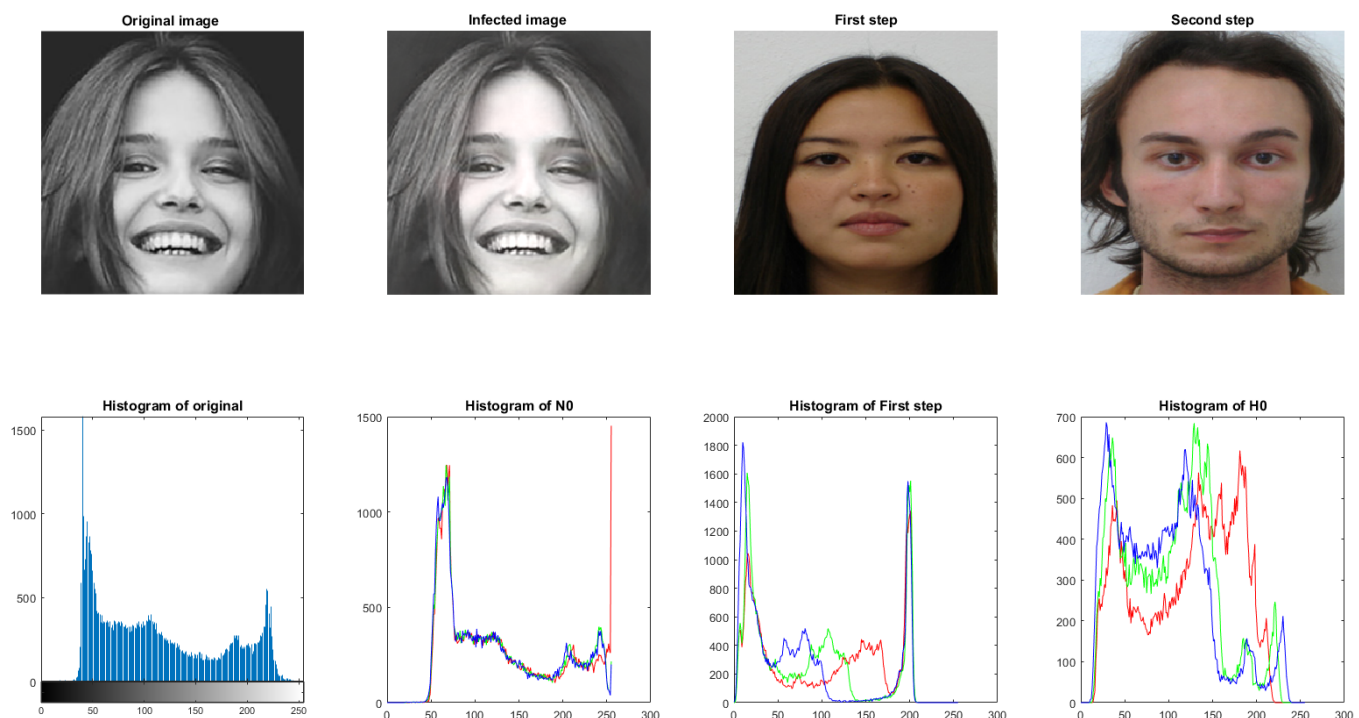 Original image
Infected image
First step
Second step
Histogram of original
Histogram of N0
Histogram of First step
Histogram of H0
1500
1000
500
0
0 50 100 150 200 250
1500
1000
500
0
0 50 100 150 200 250 300
2000
1800
1600
1400
1200
1000
800
600
400
200
0
0 50 100 150 200 250 300
700
600
500
400
300
200
100
0
0 50 100 150 200 250 300